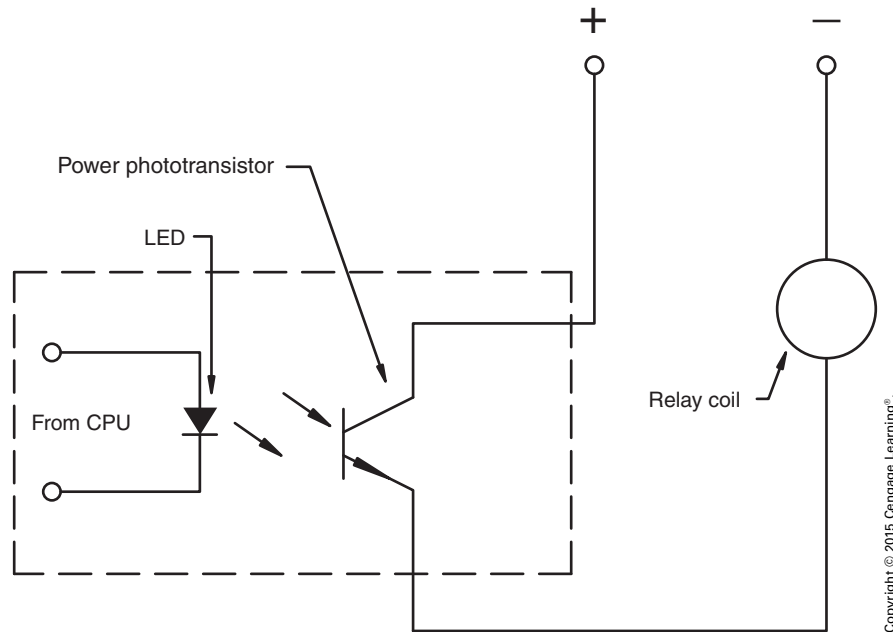 + −
Power phototransistor
LED
From CPU
Relay coil
Copyright © 2015 Cengage Learning®.